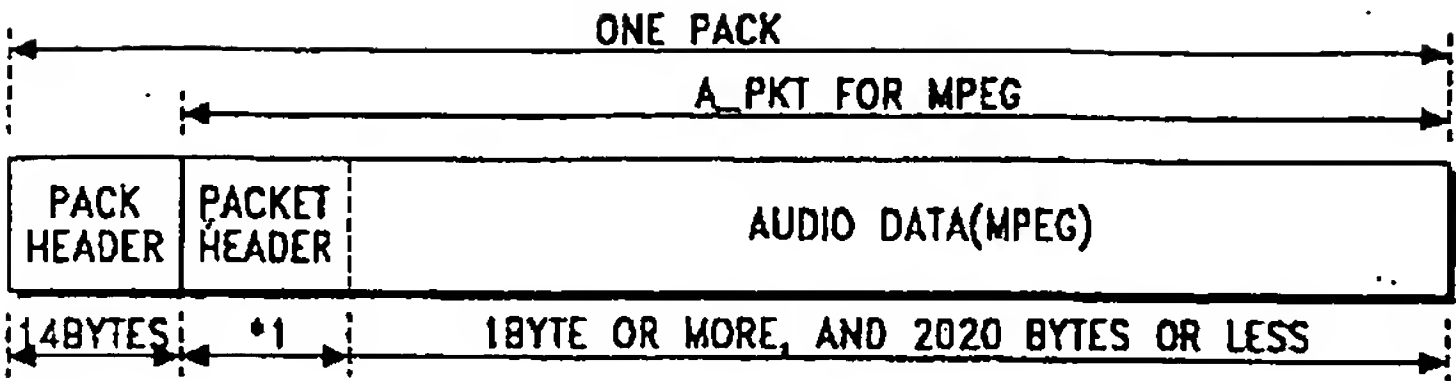 ONE PACK
A_PKT FOR MPEG
PACK HEADER
PACKET HEADER
AUDIO DATA(MPEG)
14BYTES
*1
1BYTE OR MORE, AND 2020 BYTES OR LESS